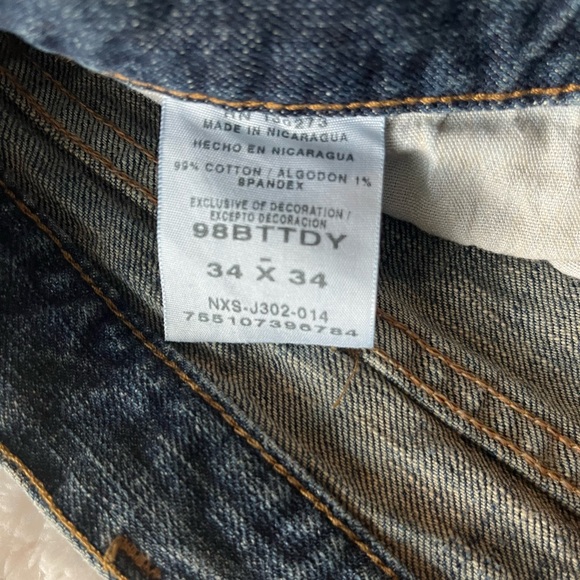 RN 136273
MADE IN NICARAGUA
HECHO EN NICARAGUA
99% COTTON / ALGODON 1%
SPANDEX
EXCLUSIVE OF DECORATION /
EXCEPTO DECORACION
98BTTDY
-
34 X 34
NXS-J302-014
755107396784